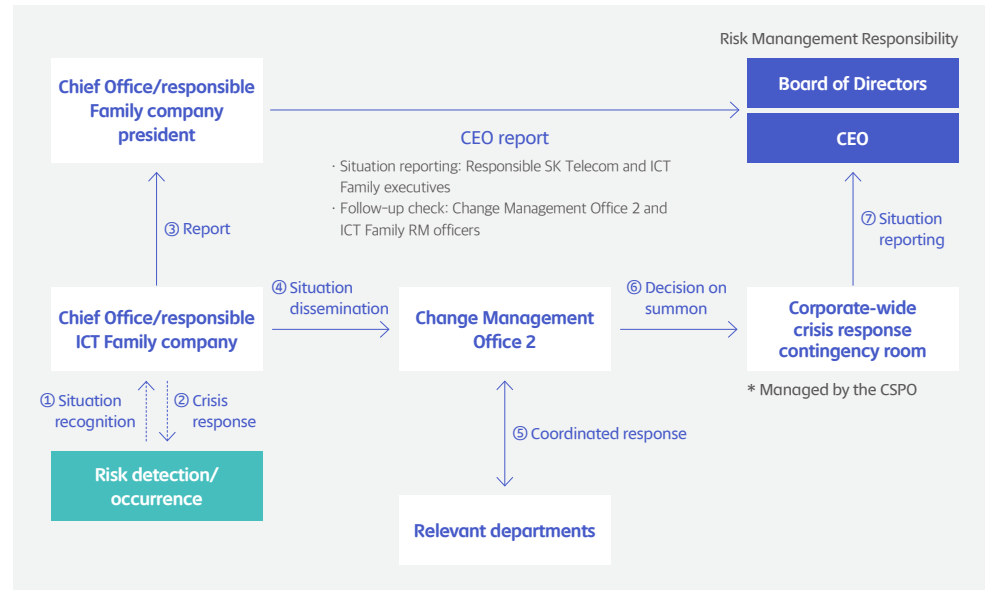 Risk Manangement Responsibility
Chief Office/responsible
Family company
president
Board of Directors
CEO
CEO report
· Situation reporting: Responsible SK Telecom and ICT
Family executives
· Follow-up check: Change Management Office 2 and
ICT Family RM officers
③ Report
⑦ Situation
reporting
④ Situation
dissemination
⑥ Decision on
summon
Chief Office/responsible
ICT Family company
Change Management
Office 2
Corporate-wide
crisis response
contingency room
* Managed by the CSPO
① Situation
recognition
② Crisis
response
⑤ Coordinated response
Risk detection/
occurrence
Relevant departments